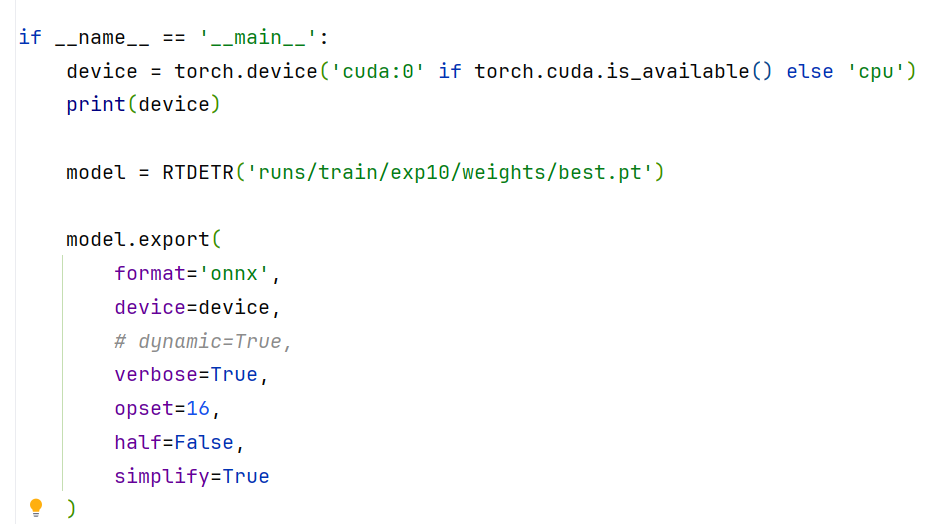 if __name__ == '__main__':
    device = torch.device('cuda:0' if torch.cuda.is_available() else 'cpu')
    print(device)
    model = RTDETR('runs/train/exp10/weights/best.pt')
    model.export(
        format='onnx',
        device=device,
        # dynamic=True,
        verbose=True,
        opset=16,
        half=False,
        simplify=True
    )